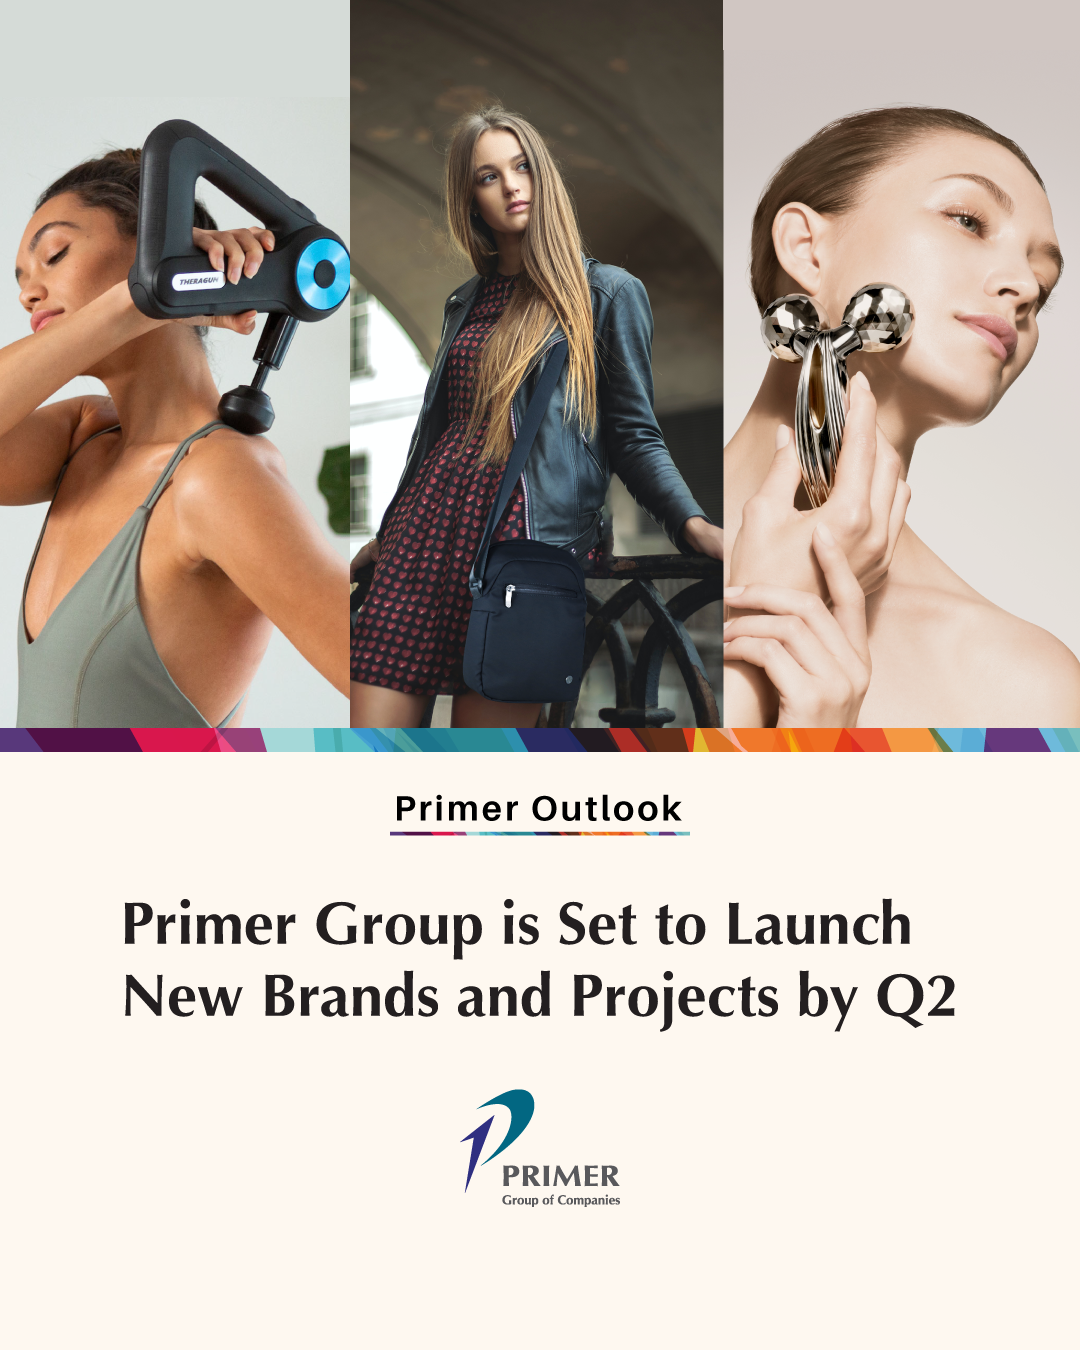 THERAGUN
Primer Outlook
Primer Group is Set to Launch
New Brands and Projects by Q2
PRIMER
Group of Companies